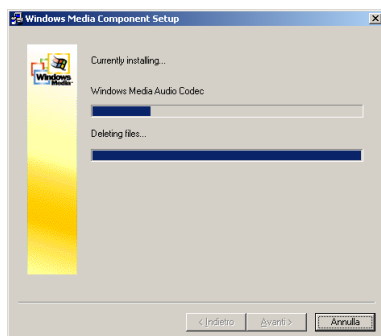 Windows Media Component Setup
Windows
Media
Currently installing...
Windows Media Audio Codec
Deleting files...
< Indietro
Avanti >
Annulla